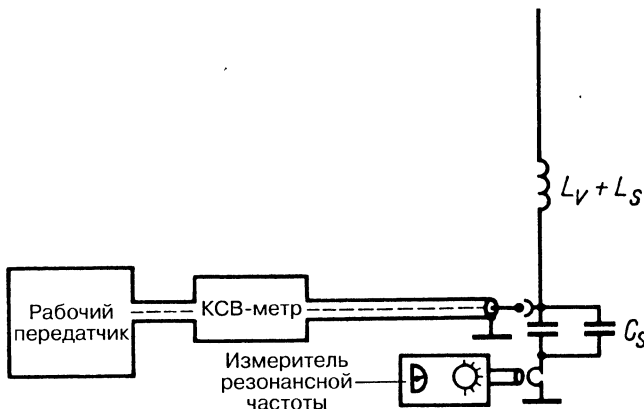 L_V + L_S
Рабочий
передатчик
КСВ-метр
C_S
Измеритель
резонансной
частоты